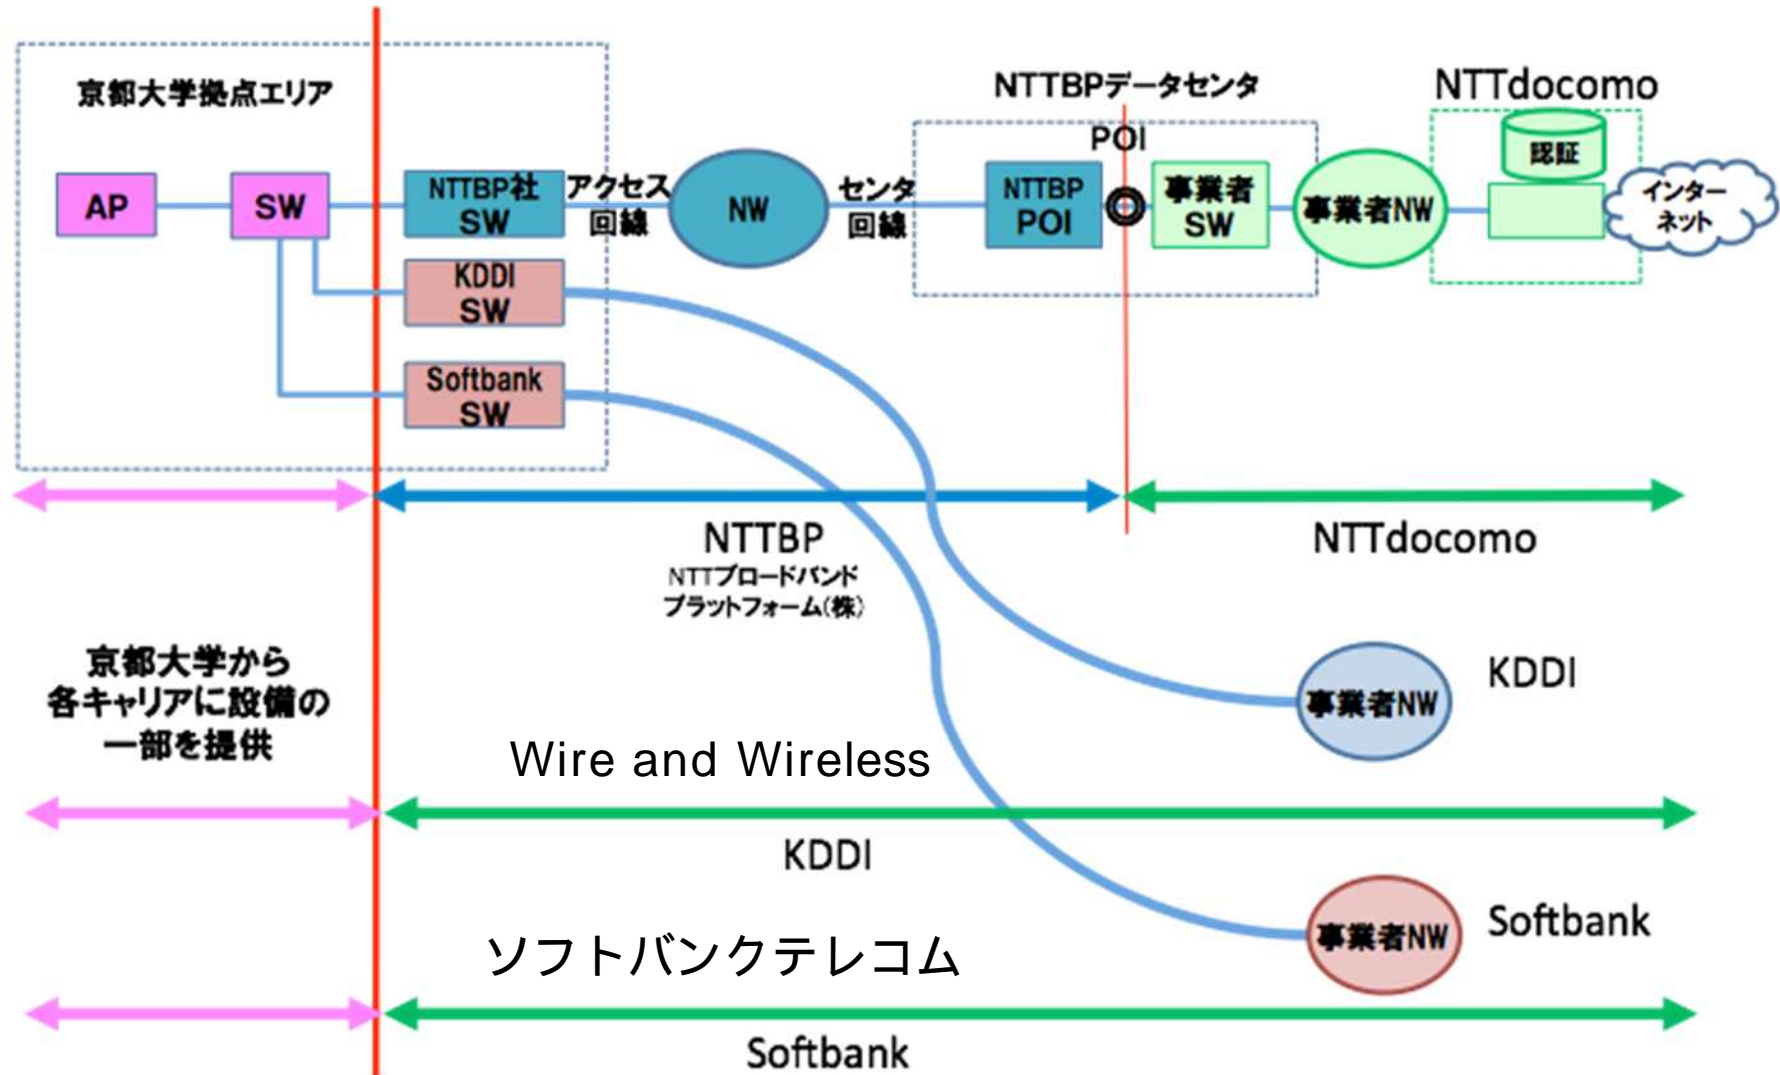 京都大学拠点エリア
NTTBPデータセンタ
NTTdocomo
POI
認証
AP
SW
NTTBP社
SW
アクセス
回線
NW
センタ
回線
NTTBP
POI
事業者
SW
事業者NW
インター
ネット
KDDI
SW
Softbank
SW
NTTBP
NTTブロードバンド
プラットフォーム(株)
NTTdocomo
京都大学から
各キャリアに設備の
一部を提供
事業者NW
KDDI
Wire and Wireless
KDDI
事業者NW
Softbank
ソフトバンクテレコム
Softbank